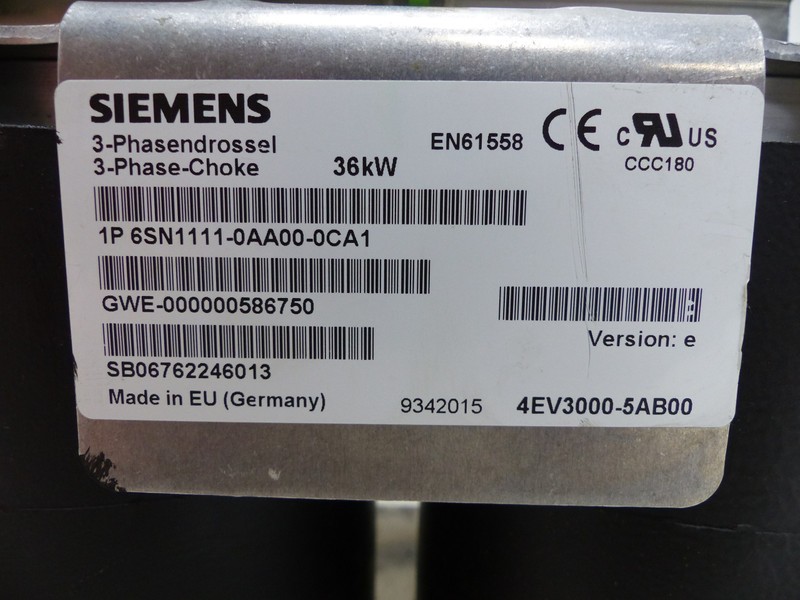 SIEMENS
3-Phasendrossel
3-Phase-Choke 36kW
EN61558 CE c RU US
CCC180
1P 6SN1111-0AA00-0CA1
GWE-000000586750
Version: e
SB06762246013
Made in EU (Germany) 9342015 4EV3000-5AB00